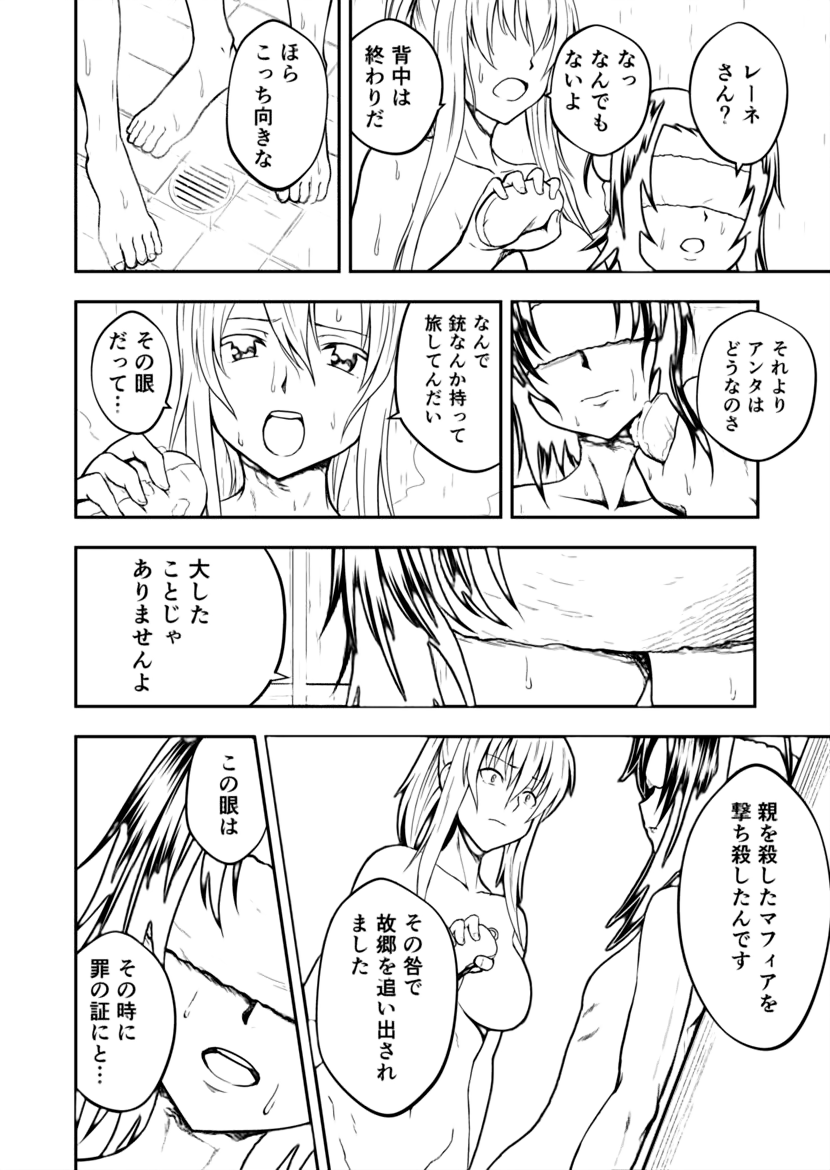 レーネ
さん?
なっ
なんでも
ないよ
背中は
終わりだ
ほら
こっち向きな
それより
アンタは
どうなのさ
なんで
銃なんか持って
旅してんだい
その眼
だって…
大した
ことじゃ
ありませんよ
親を殺したマフィアを
撃ち殺したんです
その咎で
故郷を追い出され
ました
この眼は
その時に
罪の証にと…